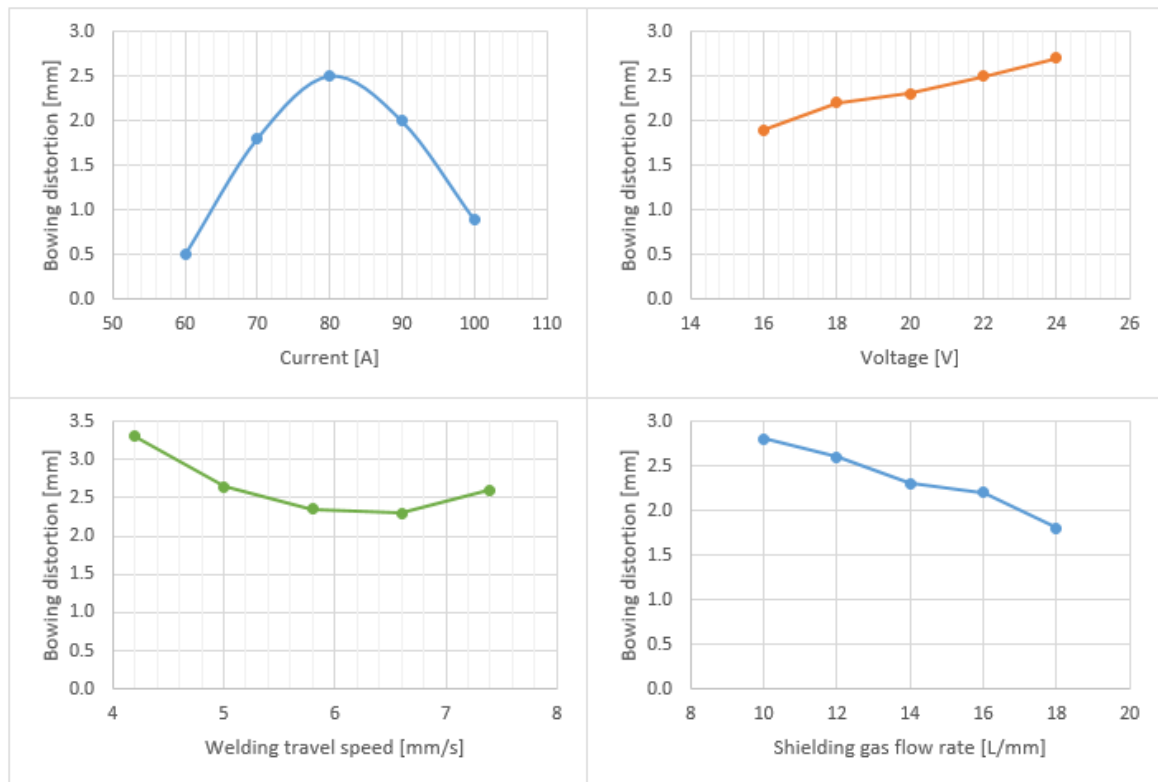 Bowing distortion [mm]
3.0
2.5
2.0
1.5
1.0
0.5
0.0
50 60 70 80 90 100 110
Current [A]
Bowing distortion [mm]
3.0
2.5
2.0
1.5
1.0
0.5
0.0
14 16 18 20 22 24 26
Voltage [V]
Bowing distortion [mm]
3.5
3.0
2.5
2.0
1.5
1.0
0.5
0.0
4 5 6 7 8
Welding travel speed [mm/s]
Bowing distortion [mm]
3.0
2.5
2.0
1.5
1.0
0.5
0.0
8 10 12 14 16 18 20
Shielding gas flow rate [L/mm]